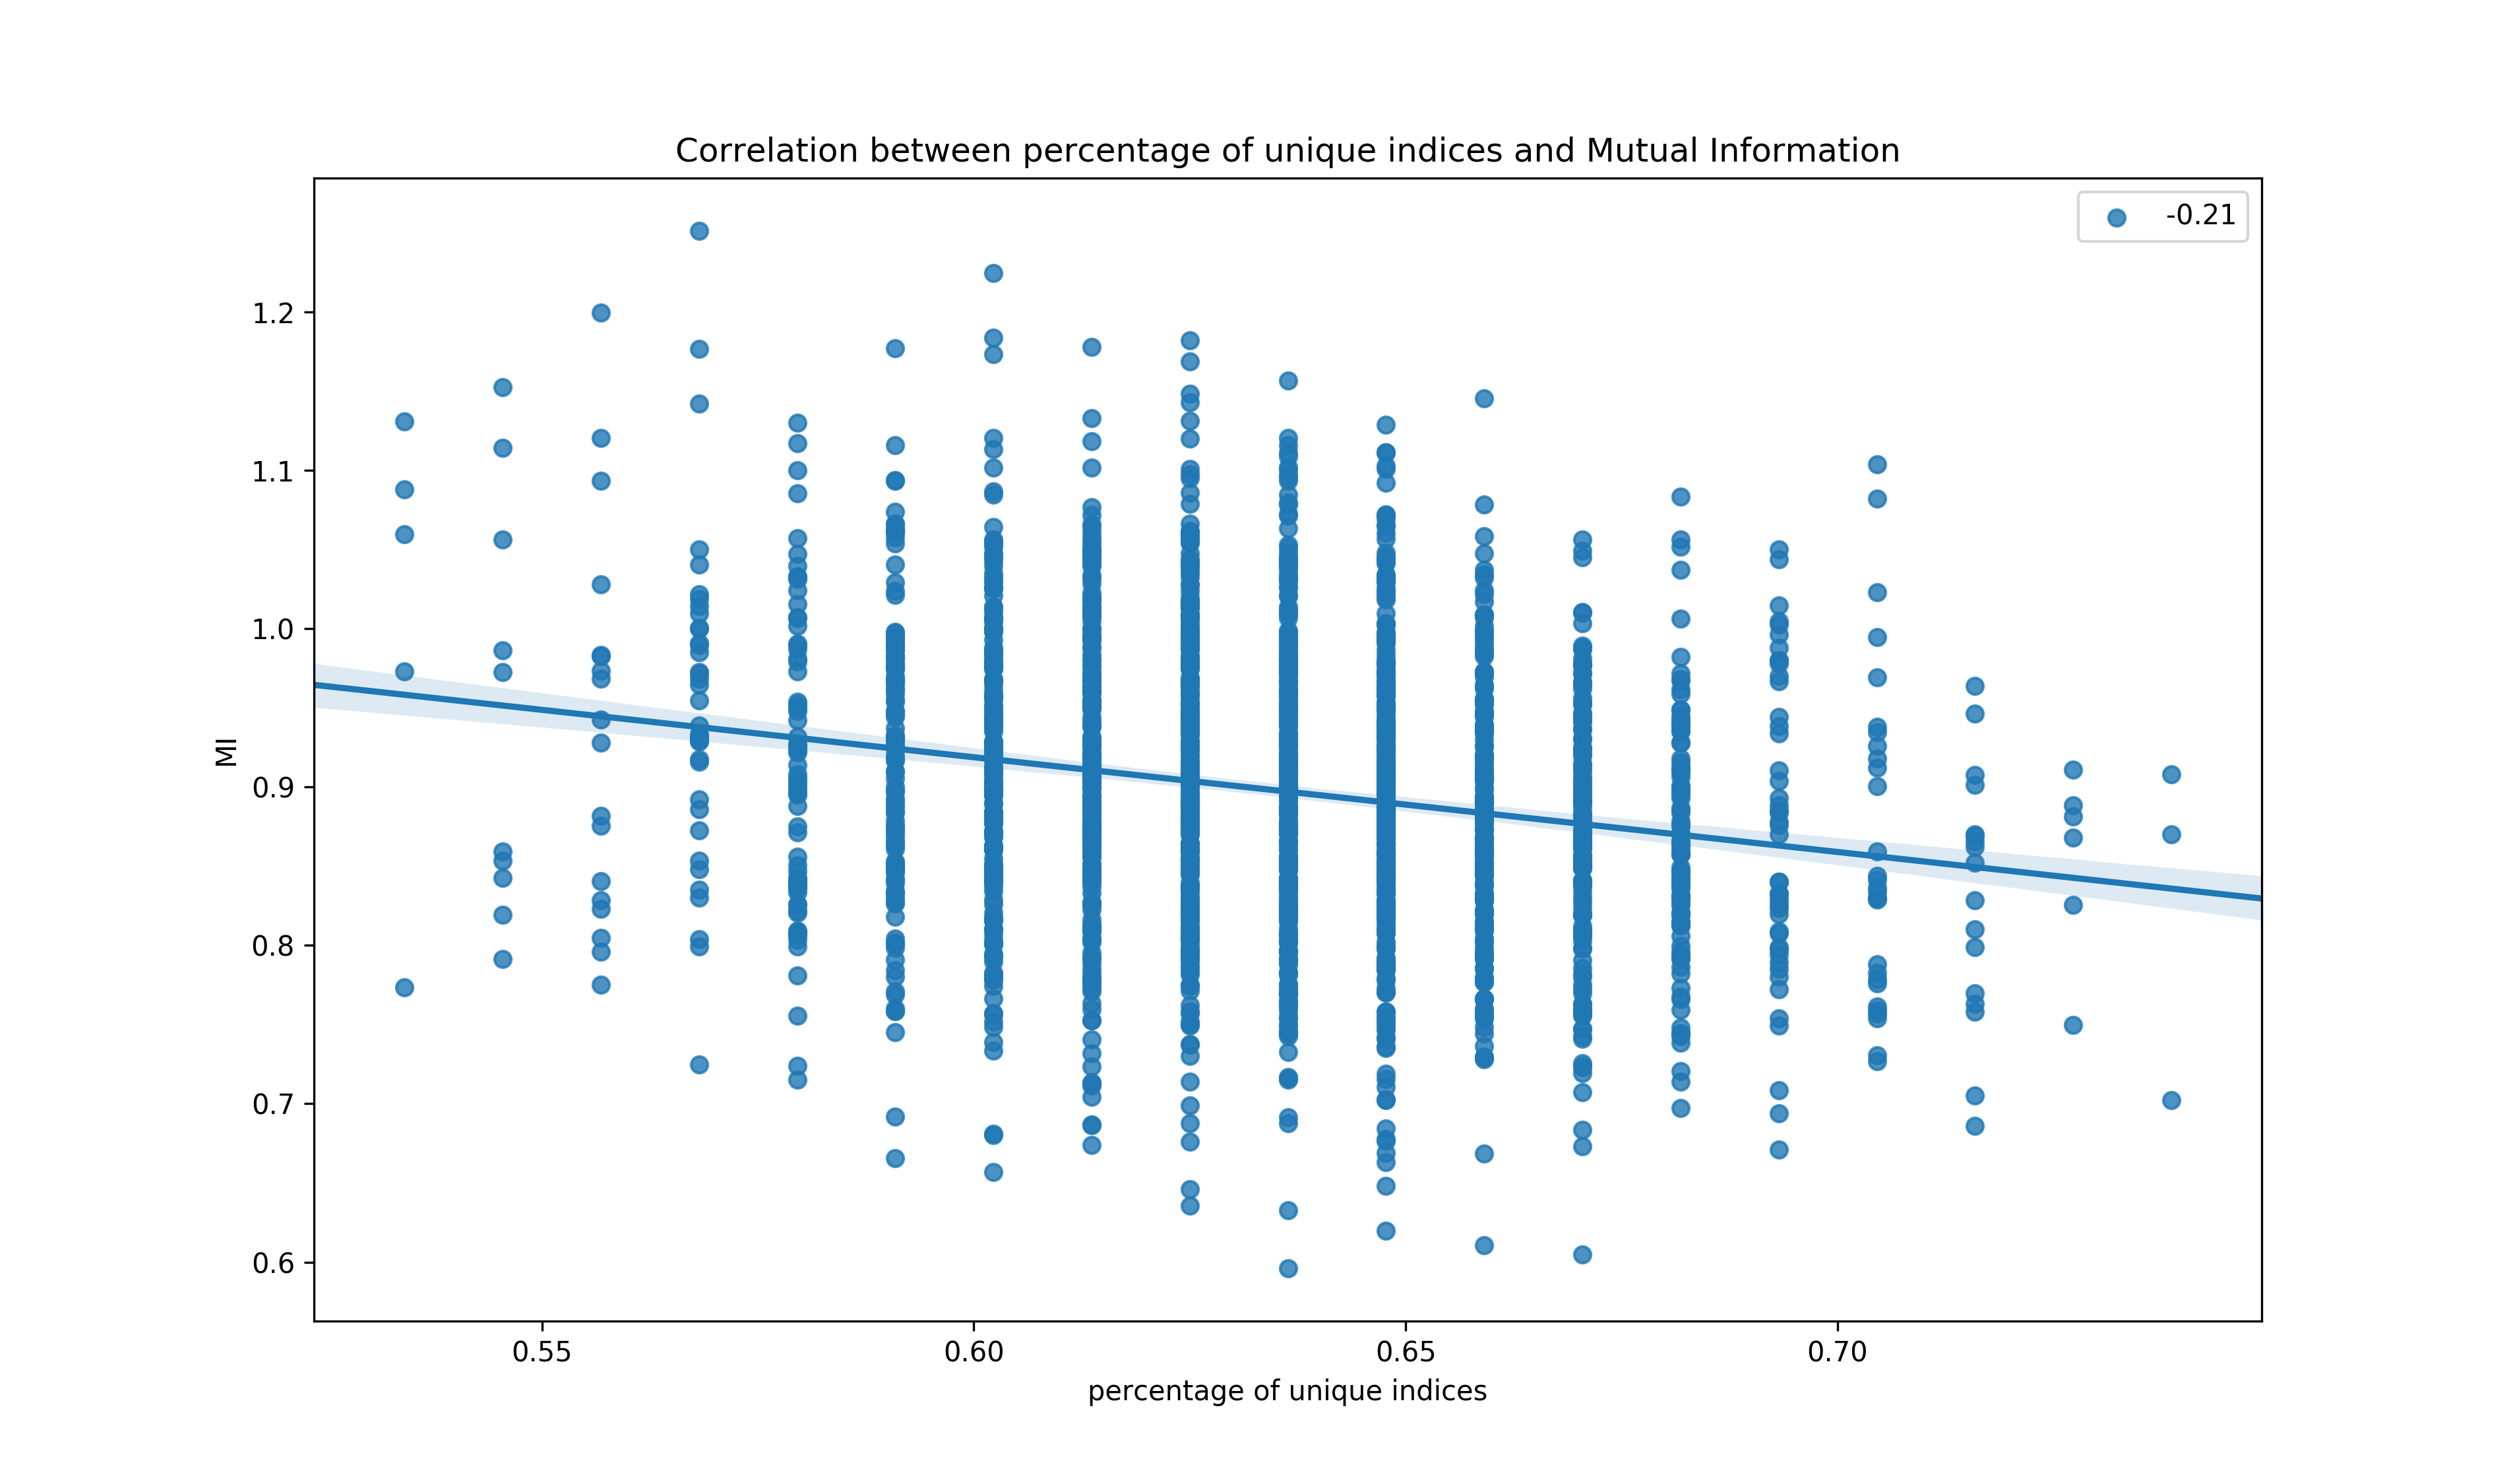 Correlation between percentage of unique indices and Mutual Information
-0.21
1.2
1.1
1.0
0.9
0.8
0.7
0.6
MI
0.55 0.60 0.65 0.70
percentage of unique indices